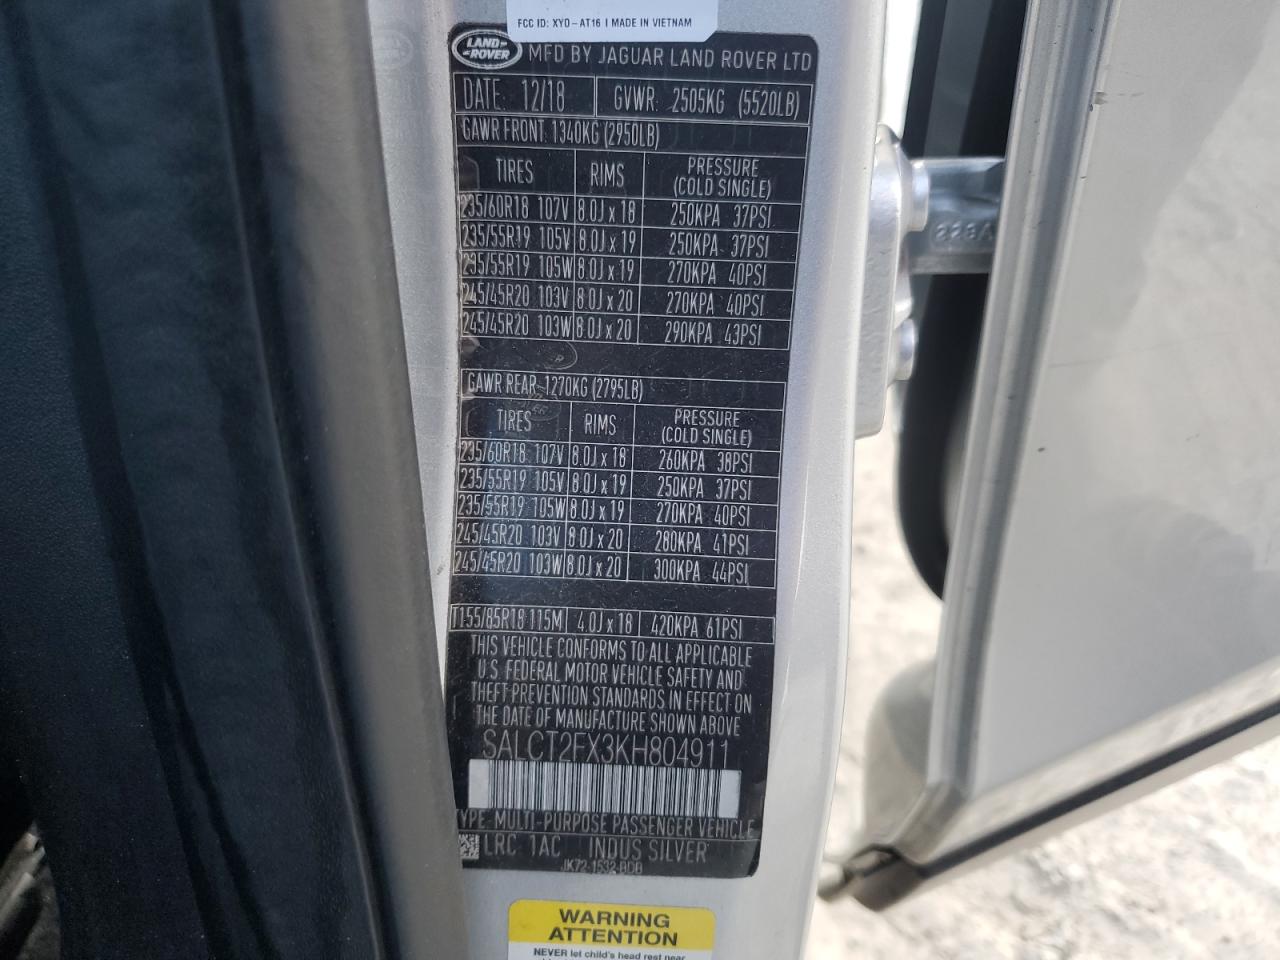 FCC ID: XYO-AT16 | MADE IN VIETNAM
LAND ROVER
MFD BY JAGUAR LAND ROVER LTD
DATE: 12/18 GVWR: 2505KG (5520LB)
GAWR FRONT: 1340KG (2950LB)
TIRES RIMS PRESSURE (COLD SINGLE)
235/60R18 107V 8.0J x 18 250KPA 37PSI
235/55R19 105V 8.0J x 19 250KPA 37PSI
235/55R19 105W 8.0J x 19 270KPA 40PSI
245/45R20 103V 8.0J x 20 270KPA 40PSI
245/45R20 103W 8.0J x 20 290KPA 43PSI
GAWR REAR 1270KG (2795LB)
TIRES RIMS PRESSURE (COLD SINGLE)
235/60R18 107V 8.0J x 18 260KPA 38PSI
235/55R19 105V 8.0J x 19 250KPA 37PSI
235/55R19 105W 8.0J x 19 270KPA 40PSI
245/45R20 103V 8.0J x 20 280KPA 41PSI
245/45R20 103W 8.0J x 20 300KPA 44PSI
T155/85R18 115M 4.0J x 18 420KPA 61PSI
THIS VEHICLE CONFORMS TO ALL APPLICABLE
U.S. FEDERAL MOTOR VEHICLE SAFETY AND
THEFT PREVENTION STANDARDS IN EFFECT ON
THE DATE OF MANUFACTURE SHOWN ABOVE
SALCT2FX3KH804911
TYPE: MULTI-PURPOSE PASSENGER VEHICLE
LRC 1AC INDUS SILVER
JK72-1532-BDB
WARNING
ATTENTION
NEVER let child's head rest near